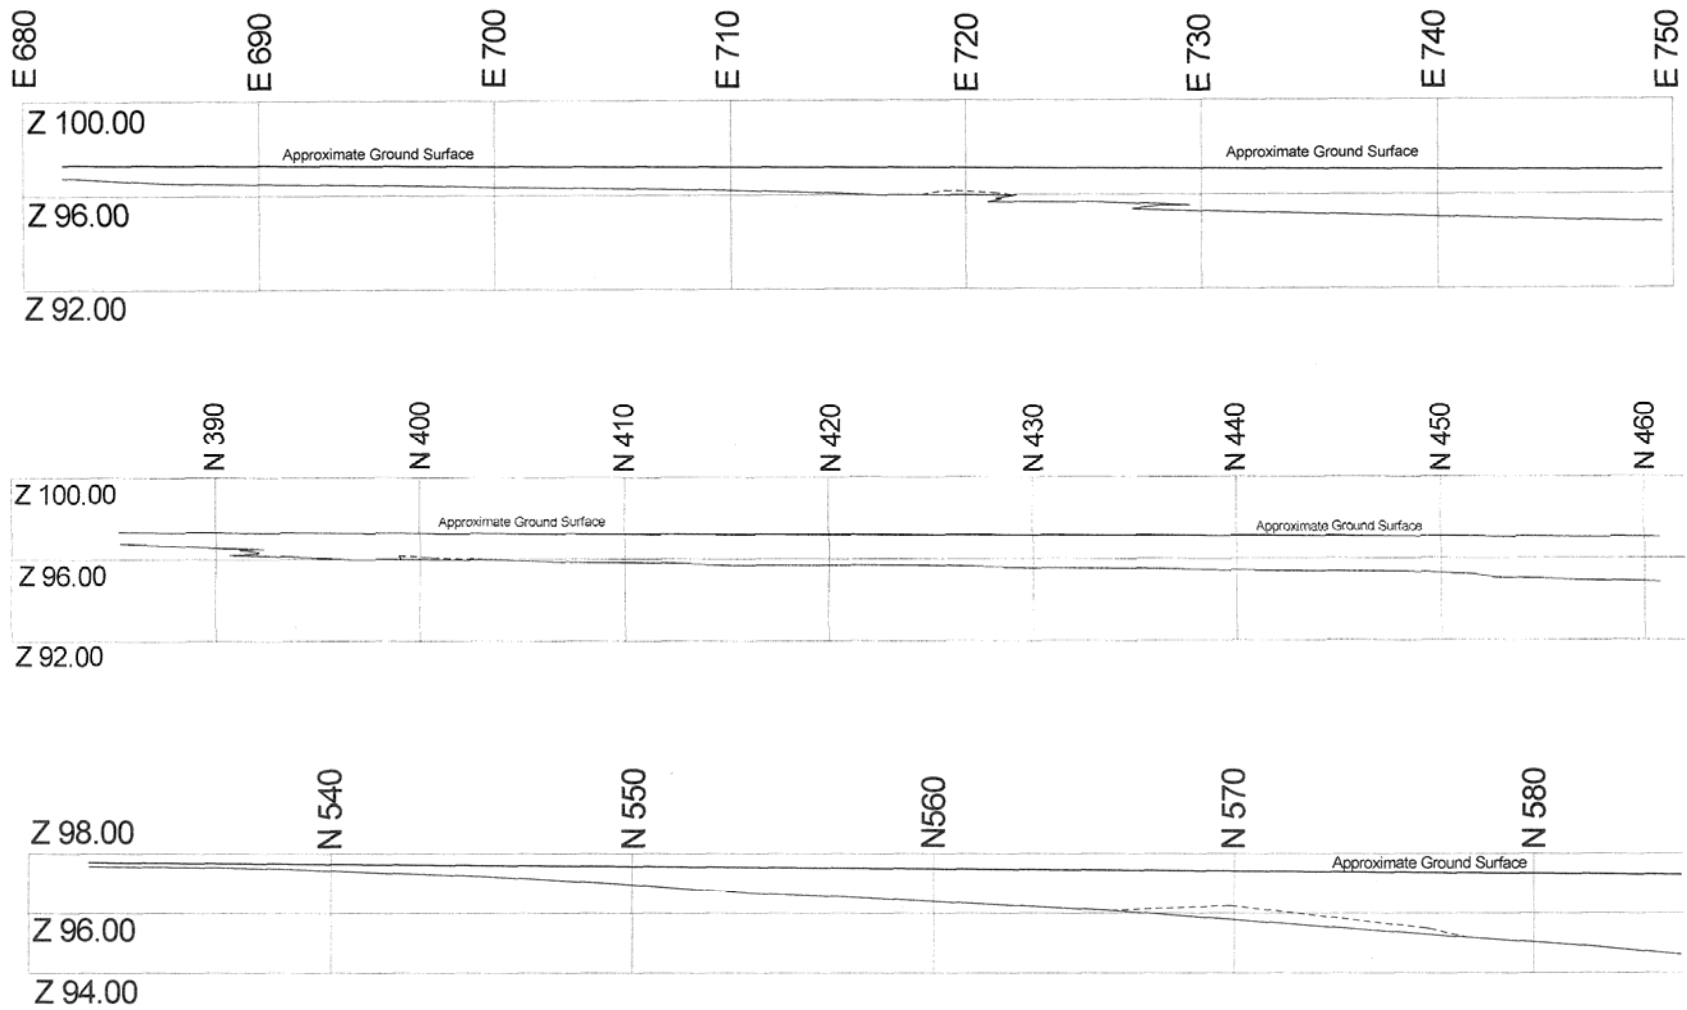 E 680
E 690
E 700
E 710
E 720
E 730
E 740
E 750
Z 100.00
Approximate Ground Surface
Approximate Ground Surface
Z 96.00
Z 92.00
N 390
N 400
N 410
N 420
N 430
N 440
N 450
N 460
Z 100.00
Approximate Ground Surface
Approximate Ground Surface
Z 96.00
Z 92.00
N 540
N 550
N560
N 570
N 580
Z 98.00
Approximate Ground Surface
Z 96.00
Z 94.00